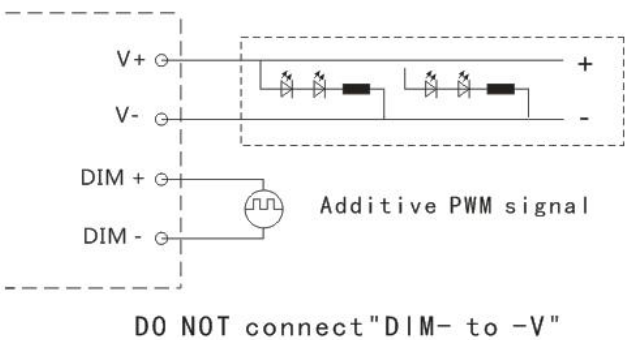 V+
+
V-
-
DIM +
Additive PWM signal
DIM -
DO NOT connect"DIM- to -V"